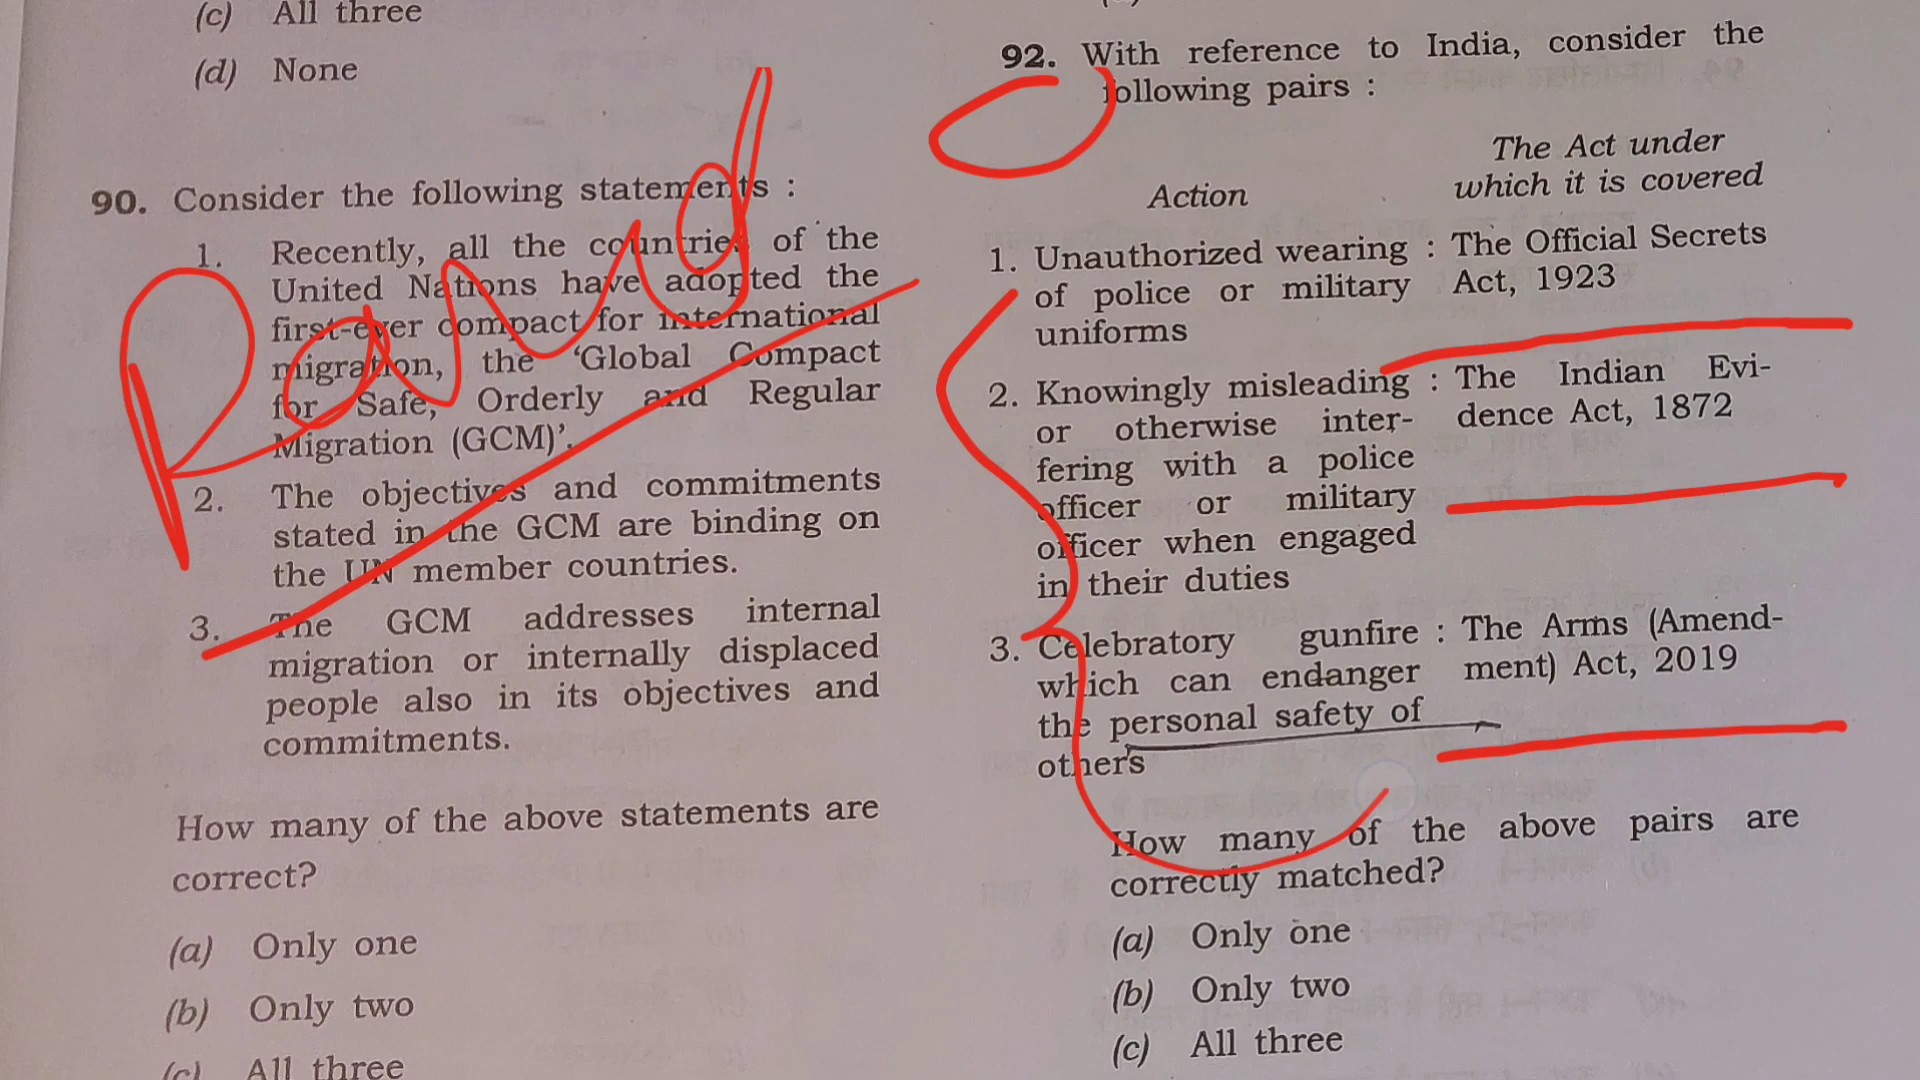 (c) All three
(d) None
90. Consider the following statements :
1. Recently, all the countries of the
United Nations have adopted the
first-ever compact for international
migration, the ‘Global Compact
for Safe, Orderly and Regular
Migration (GCM)’.
2. The objectives and commitments
stated in the GCM are binding on
the UN member countries.
3. The GCM addresses internal
migration or internally displaced
people also in its objectives and
commitments.
How many of the above statements are
correct?
(a) Only one
(b) Only two
(c) All three
92. With reference to India, consider the
following pairs :
The Act under
Action which it is covered
1. Unauthorized wearing : The Official Secrets
of police or military Act, 1923
uniforms
2. Knowingly misleading : The Indian Evi-
or otherwise inter- dence Act, 1872
fering with a police
officer or military
officer when engaged
in their duties
3. Celebratory gunfire : The Arms (Amend-
which can endanger ment) Act, 2019
the personal safety of
others
How many of the above pairs are
correctly matched?
(a) Only one
(b) Only two
(c) All three